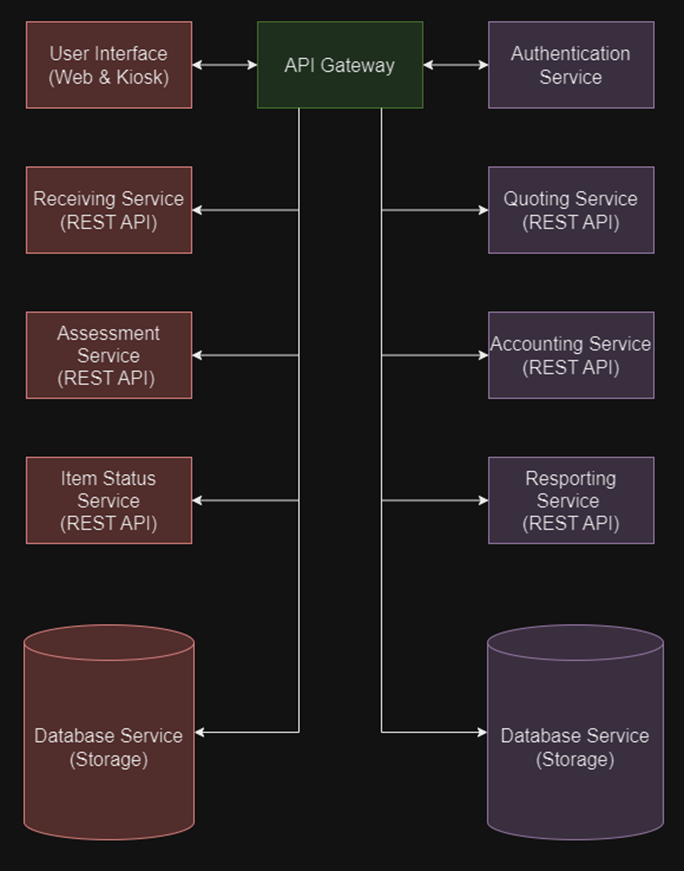 User Interface
(Web & Kiosk)
API Gateway
Authentication
Service
Receiving Service
(REST API)
Quoting Service
(REST API)
Assessment
Service
(REST API)
Accounting Service
(REST API)
Item Status
Service
(REST API)
Resporting
Service
(REST API)
Database Service
(Storage)
Database Service
(Storage)